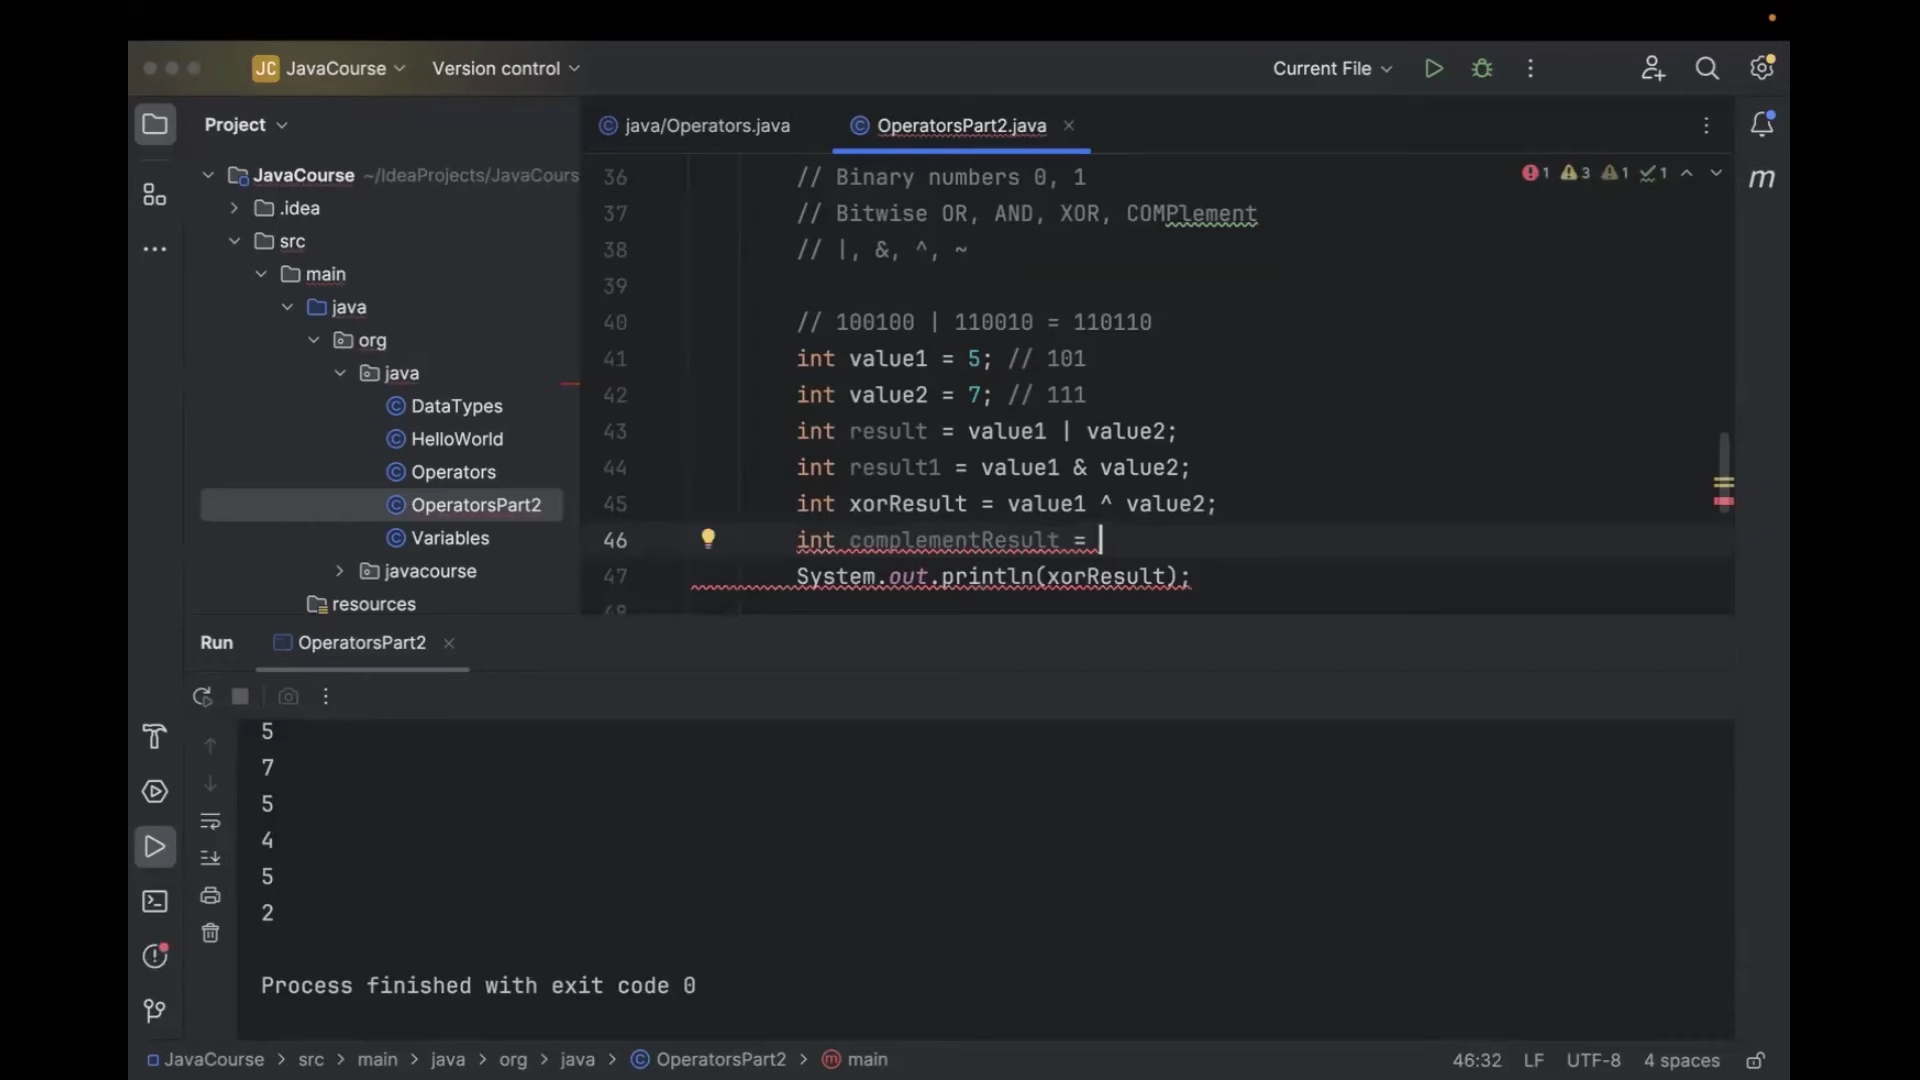 JC JavaCourse Version control Current File
Project java/Operators.java OperatorsPart2.java
JavaCourse ~/IdeaProjects/JavaCours
.idea
src
main
java
org
java
DataTypes
HelloWorld
Operators
OperatorsPart2
Variables
javacourse
resources
1 3 1 1
36 // Binary numbers 0, 1
37 // Bitwise OR, AND, XOR, COMPlement
38 // |, &, ^, ~
39
40 // 100100 | 110010 = 110110
41 int value1 = 5; // 101
42 int value2 = 7; // 111
43 int result = value1 | value2;
44 int result1 = value1 & value2;
45 int xorResult = value1 ^ value2;
46 int complementResult =
47 System.out.println(xorResult);
48
m
Run OperatorsPart2
5
7
5
4
5
2
Process finished with exit code 0
JavaCourse > src > main > java > org > java > OperatorsPart2 > main 46:32 LF UTF-8 4 spaces